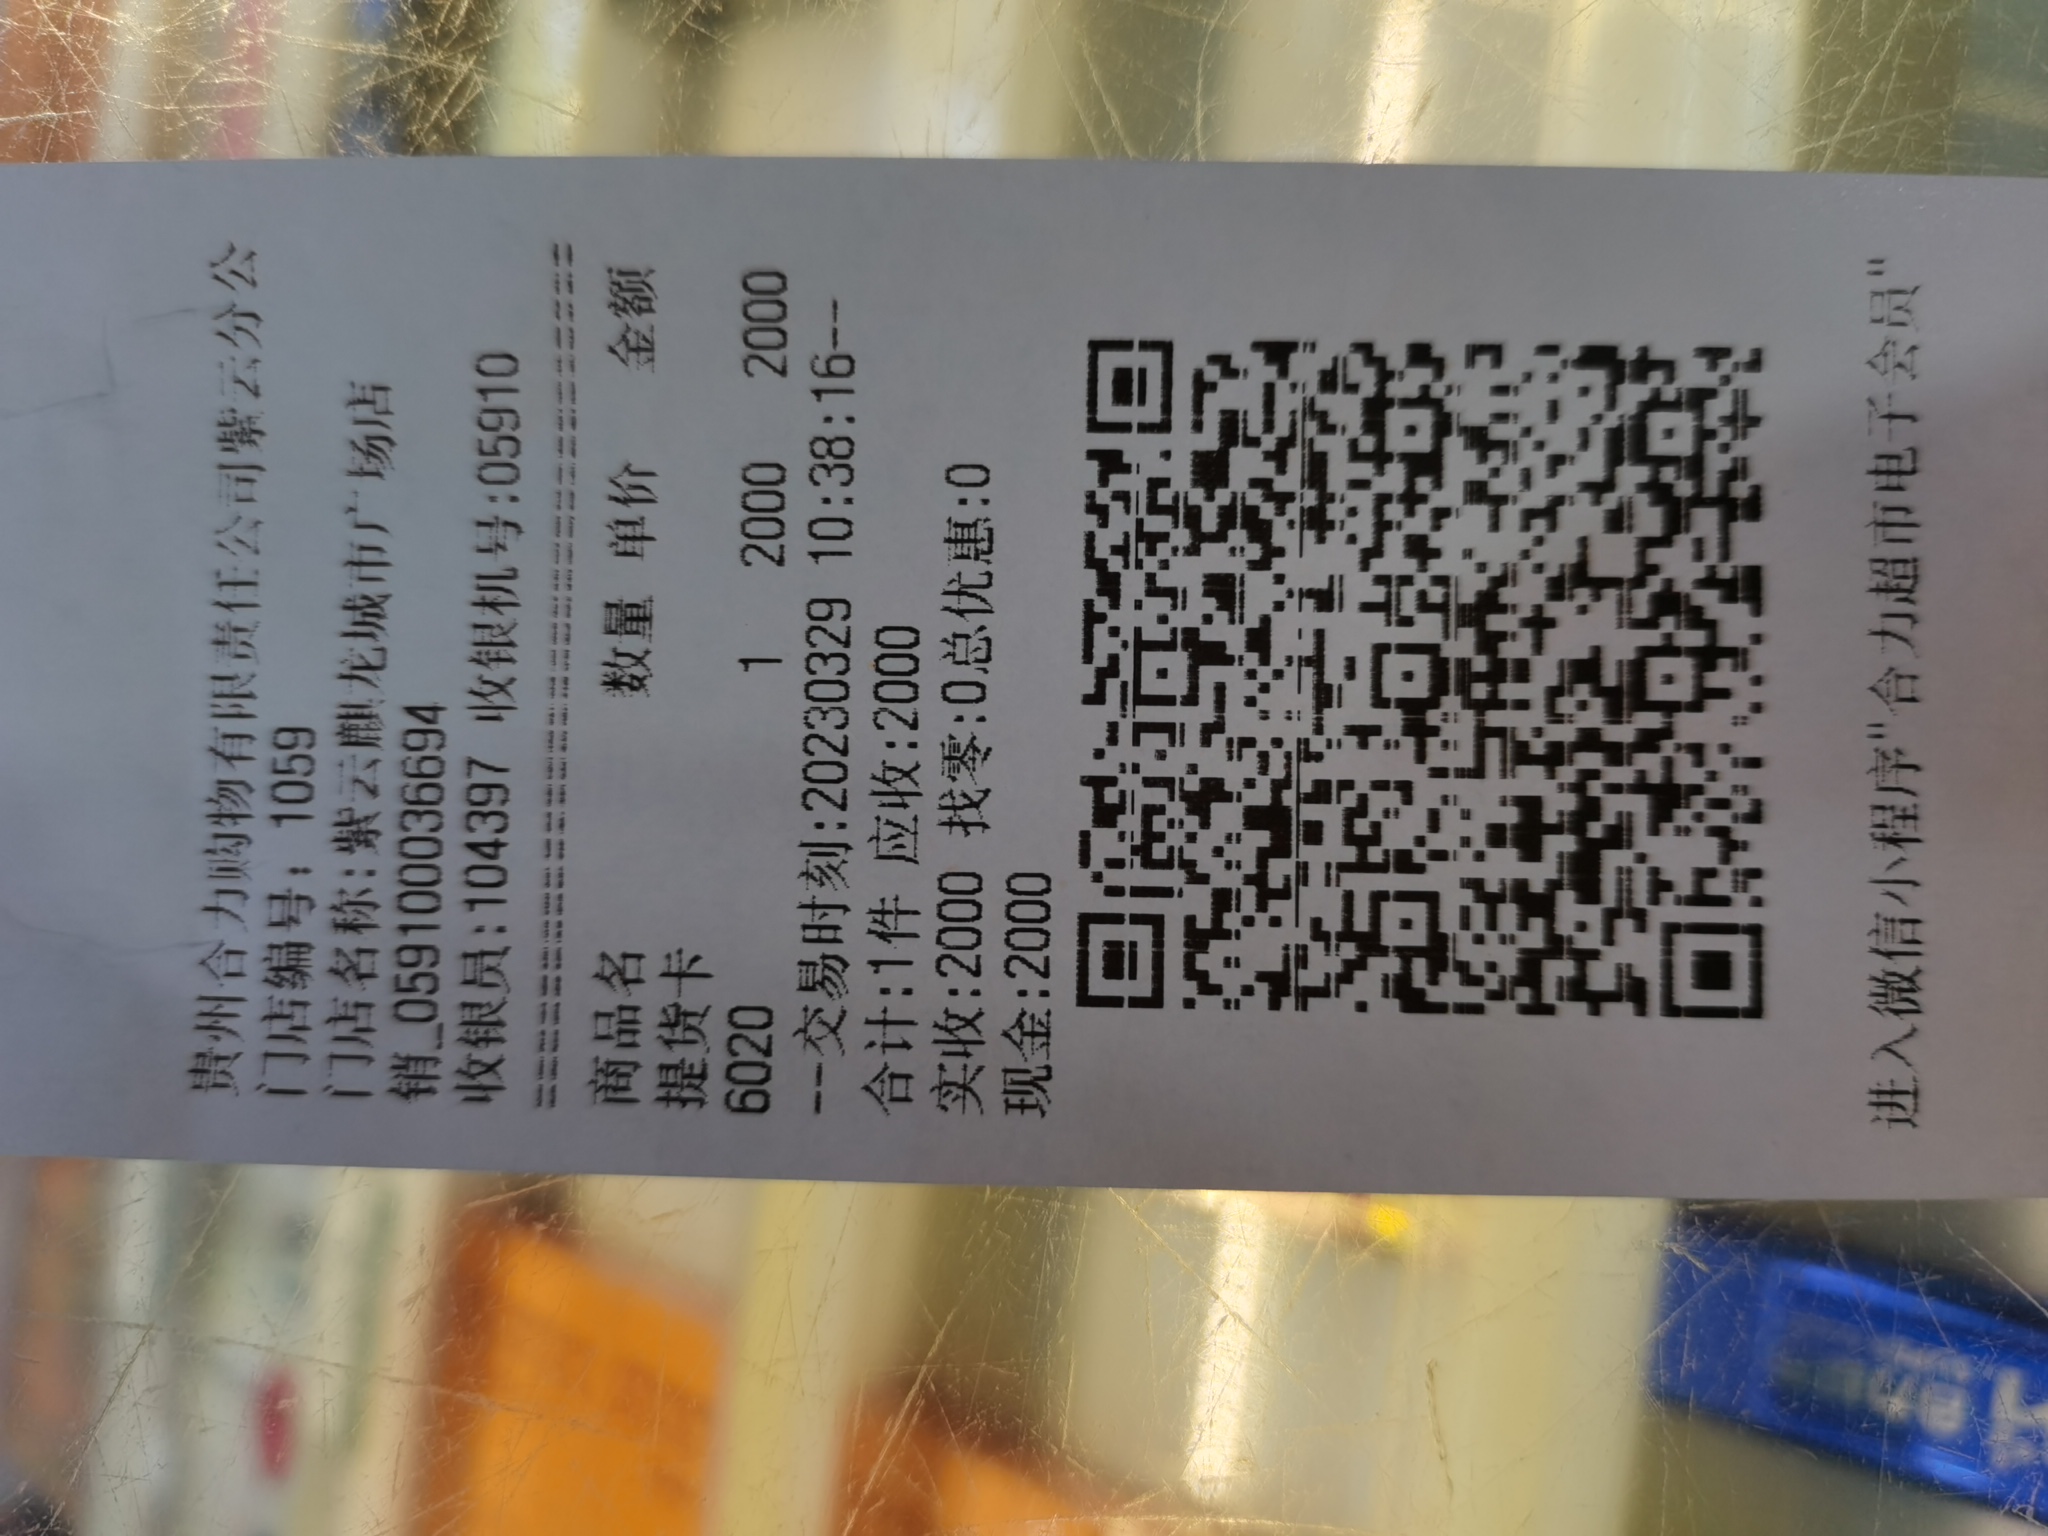 贵州合力购物有限责任公司紫云分公
门店编号: 1059
门店名称:紫云麒龙城市广场店
销_059100036694
收银员:104397 收银机号:05910
================================
商品名 数量 单价 金额
提货卡
6020 1 2000 2000
--交易时刻:20230329 10:38:16--
合计:1件 应收:2000
实收:2000 找零:0总优惠:0
现金:2000
进入微信小程序"合力超市电子会员"